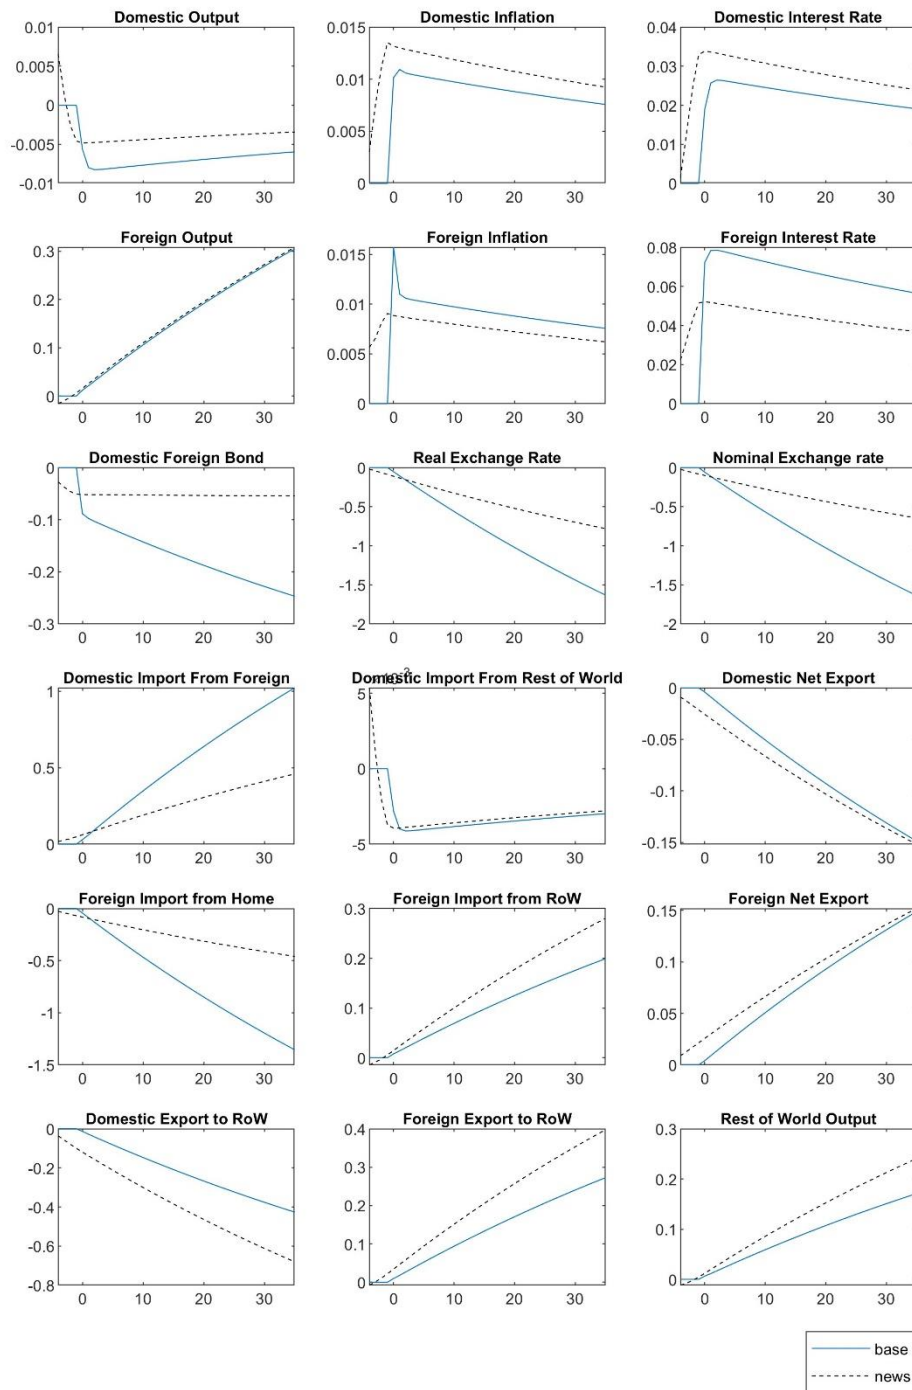 Domestic Output Domestic Inflation Domestic Interest Rate
0.01 0.015 0.04
0.005 0.03
0 0.01 0.02
-0.005 0.005 0.01
-0.01 0 0
0 10 20 30 0 10 20 30 0 10 20 30
Foreign Output Foreign Inflation Foreign Interest Rate
0.3 0.015 0.08
0.2 0.01 0.06
0.1 0.005 0.04
0.02
0 0 0
0 10 20 30 0 10 20 30 0 10 20 30
Domestic Foreign Bond Real Exchange Rate Nominal Exchange rate
0 0 0
-0.1 -0.5 -0.5
-0.2 -1 -1
-1.5 -1.5
-0.3 -2 -2
0 10 20 30 0 10 20 30 0 10 20 30
Domestic Import From Foreign Domestic Import From Rest of World Domestic Net Export
1 5 0
0.5 0 -0.05
-0.1
0 -5 -0.15
0 10 20 30 0 10 20 30 0 10 20 30
Foreign Import from Home Foreign Import from RoW Foreign Net Export
0 0.3 0.15
-0.5 0.2 0.1
-1 0.1 0.05
-1.5 0 0
0 10 20 30 0 10 20 30 0 10 20 30
Domestic Export to RoW Foreign Export to RoW Rest of World Output
0 0.4 0.3
-0.2 0.3 0.2
-0.4 0.2
-0.6 0.1 0.1
-0.8 0 0
0 10 20 30 0 10 20 30 0 10 20 30
base
news